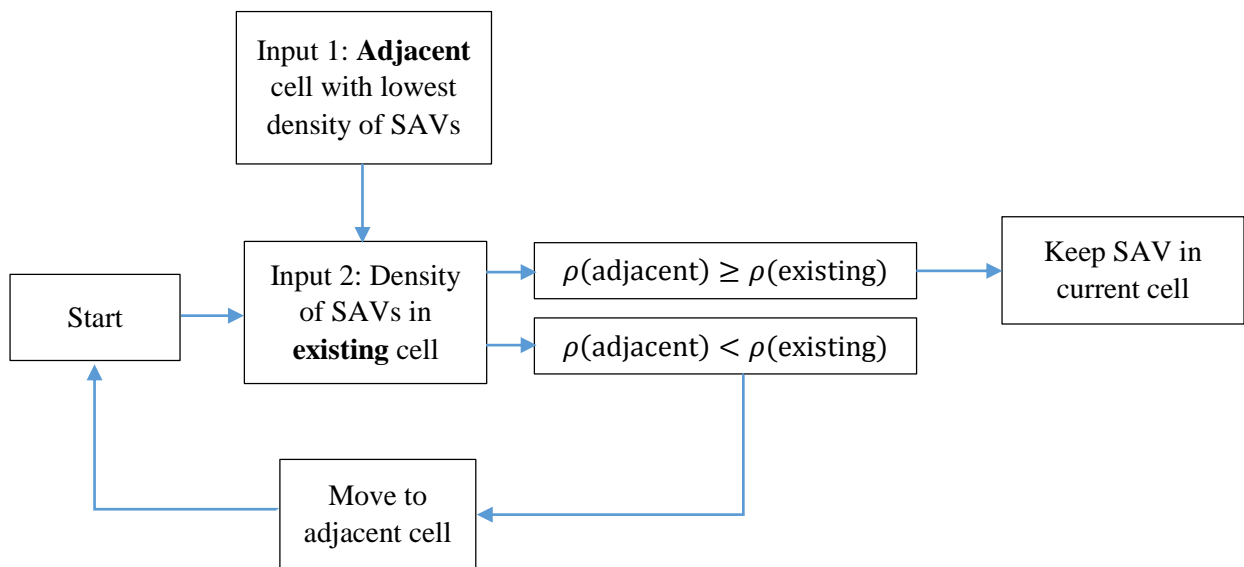 Input 1: Adjacent
cell with lowest
density of SAVs
Start
Input 2: Density
of SAVs in
existing cell
ρ(adjacent) ≥ ρ(existing)
ρ(adjacent) < ρ(existing)
Keep SAV in
current cell
Move to
adjacent cell